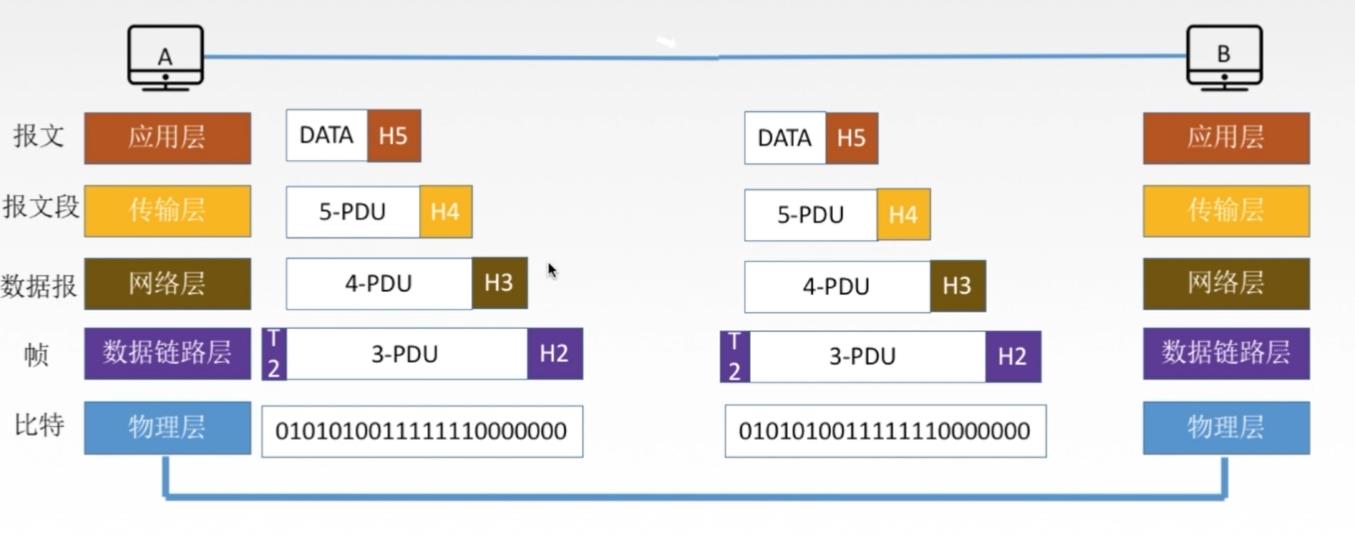 A
B
报文 应用层 DATA H5 DATA H5 应用层
报文段 传输层 5-PDU H4 5-PDU H4 传输层
数据报 网络层 4-PDU H3 4-PDU H3 网络层
帧 数据链路层 T2 3-PDU H2 T2 3-PDU H2 数据链路层
比特 物理层 0101010011111110000000 0101010011111110000000 物理层